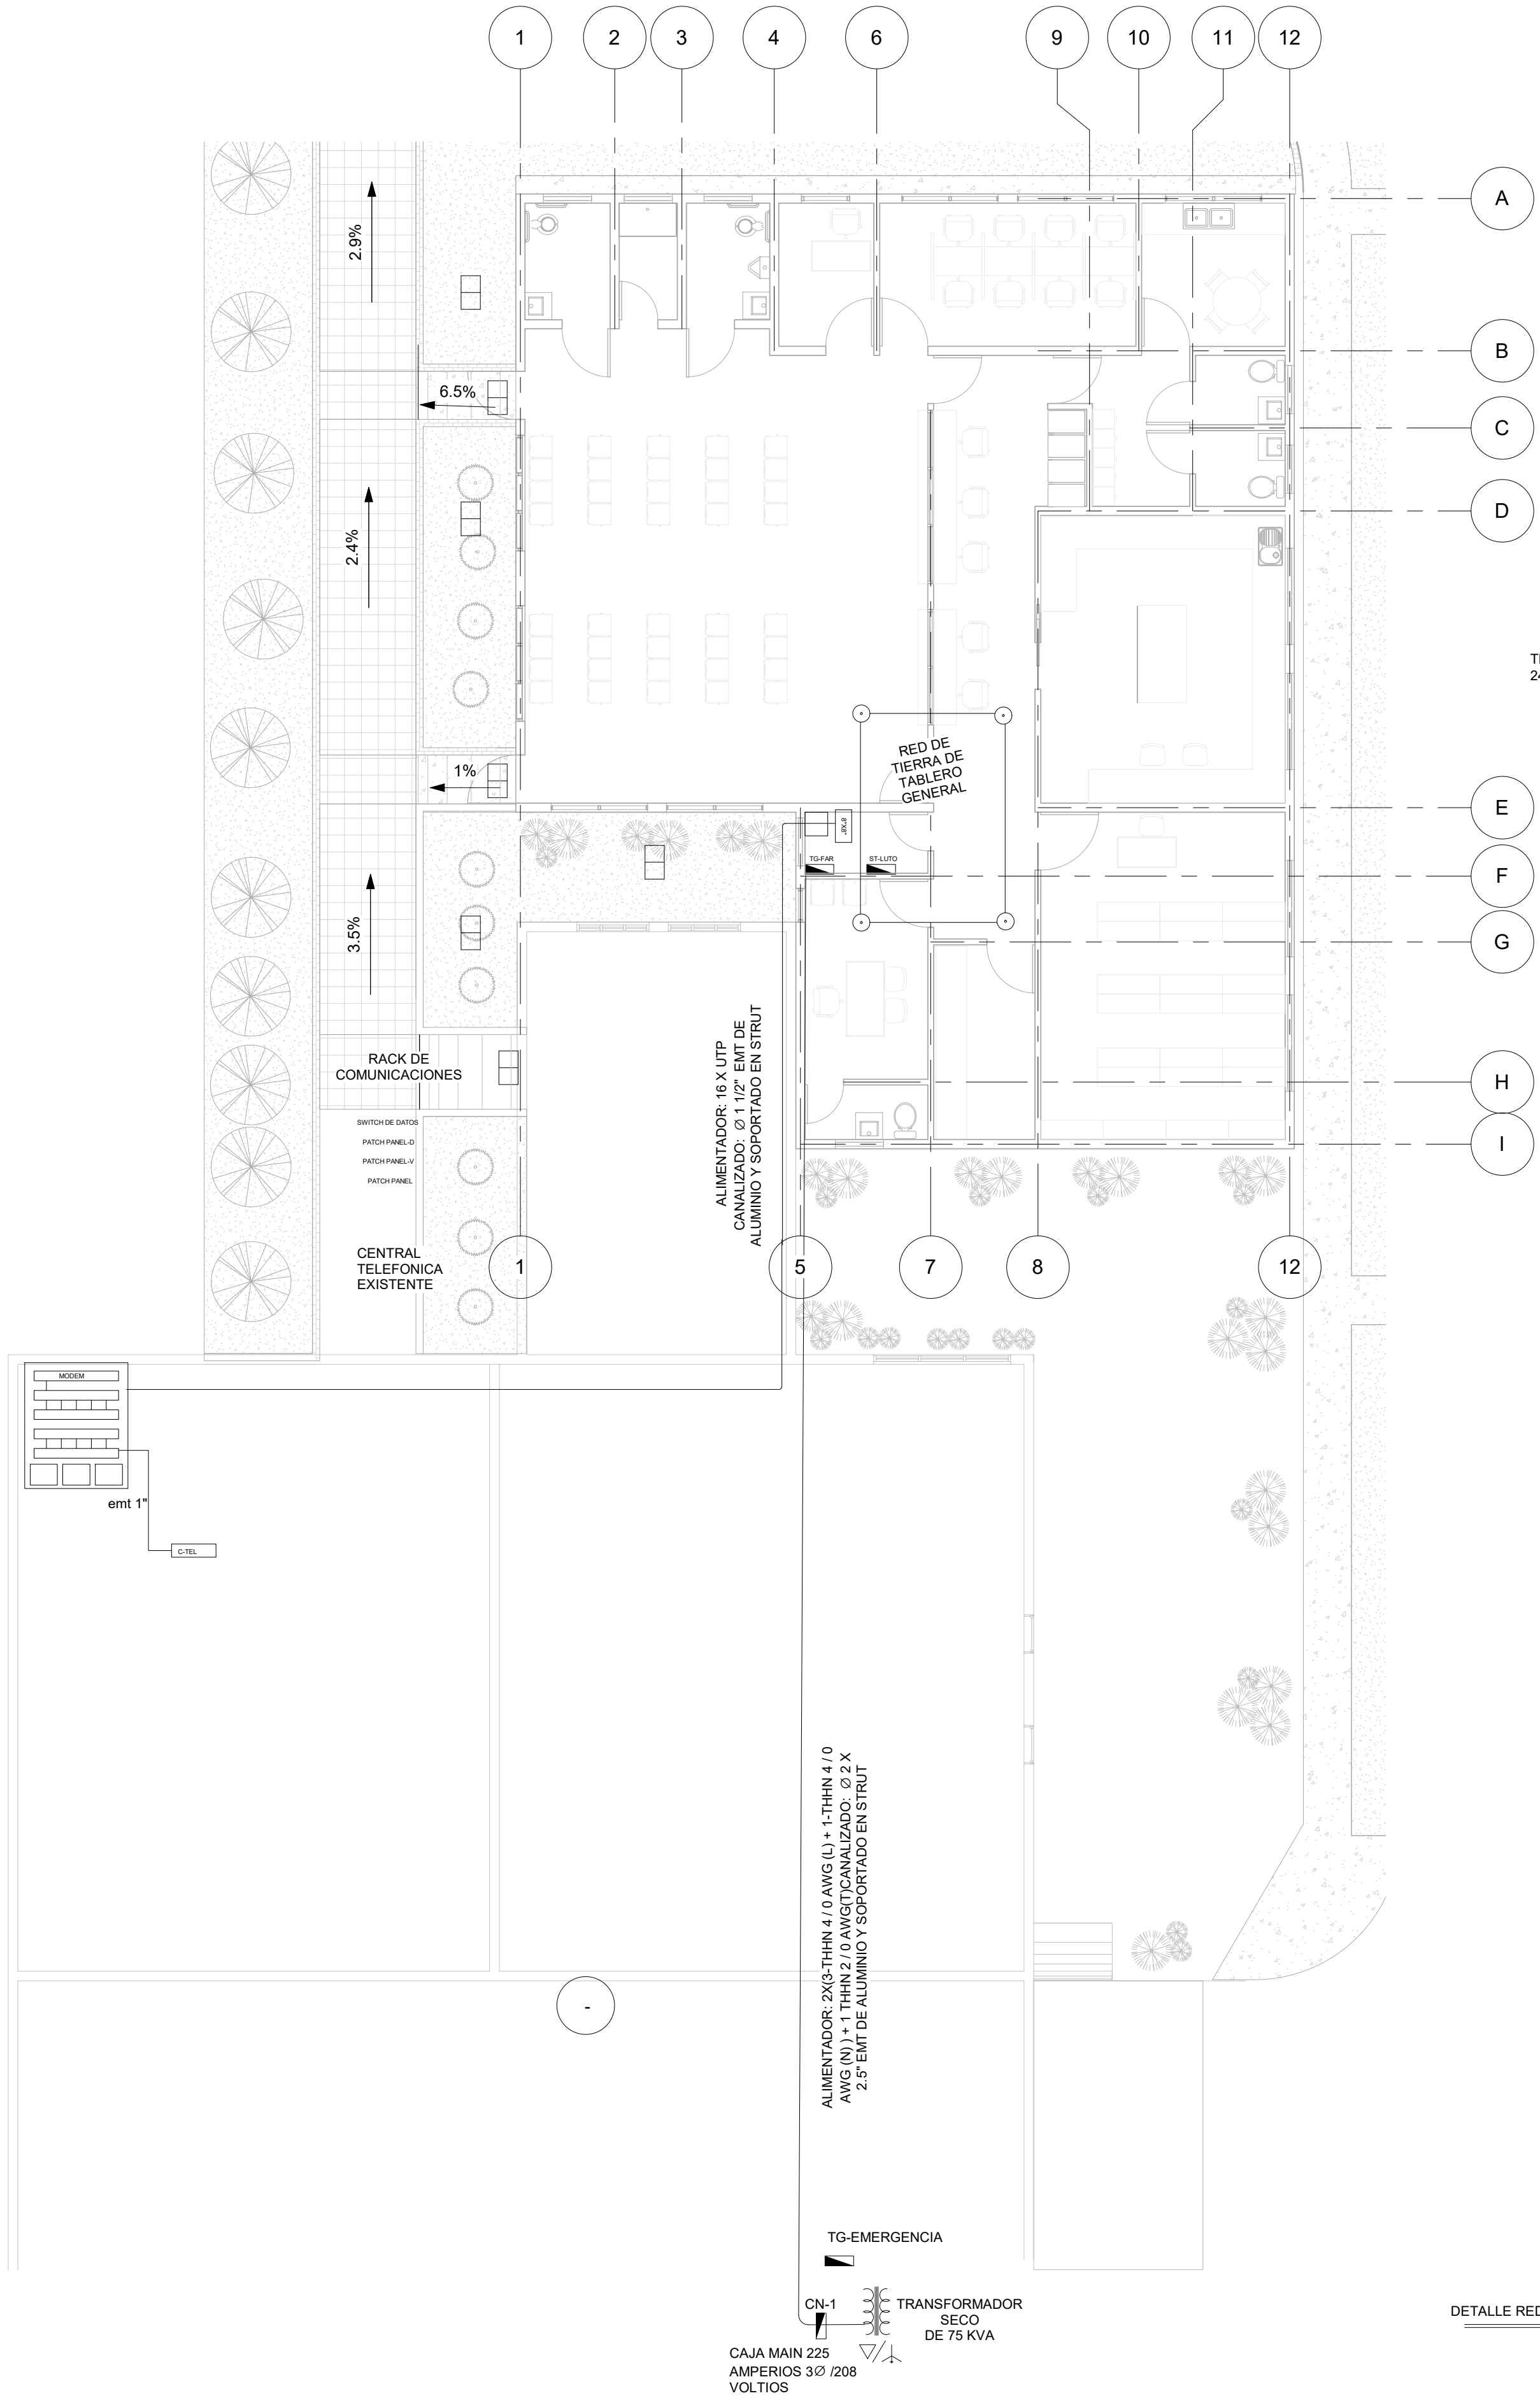 1
2
3
4
6
9
10
11
12
A
2.9%
B
6.5%
C
D
2.4%
RED DE
TIERRA DE
TABLERO
GENERAL
1%
8"X8"
E
TG-FAR
ST-LUTO
F
3.5%
G
RACK DE
COMUNICACIONES
ALIMENTADOR: 16 X UTP
CANALIZADO: Ø 1 1/2" EMT DE
ALUMINIO Y SOPORTADO EN STRUT
H
SWITCH DE DATOS
PATCH PANEL-D
PATCH PANEL-V
PATCH PANEL
I
CENTRAL
TELEFONICA
EXISTENTE
1
5
7
8
12
MODEM
emt 1"
C-TEL
ALIMENTADOR: 2X(3-THHN 4 / 0 AWG (L) + 1-THHN 4 / 0
AWG (N) ) + 1 THHN 2 / 0 AWG(T)CANALIZADO: Ø 2 X
2.5" EMT DE ALUMINIO Y SOPORTADO EN STRUT
-
TG-EMERGENCIA
CN-1
TRANSFORMADOR
SECO
DE 75 KVA
CAJA MAIN 225
AMPERIOS 3Ø /208
VOLTIOS
DETALLE RED